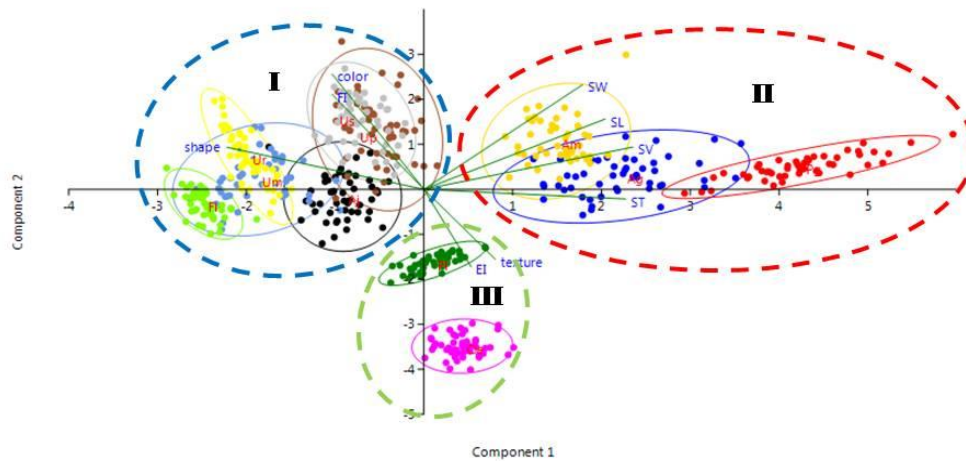 3
color
SW
FI
I
II
2
SL
Us
Up
Am
shape
SV
Ur
Um
Ag
FI
ST
-4
-3
-2
1
2
3
4
5
-1
EI
texture
III
-3
-4
-5
Component 2
Component 1